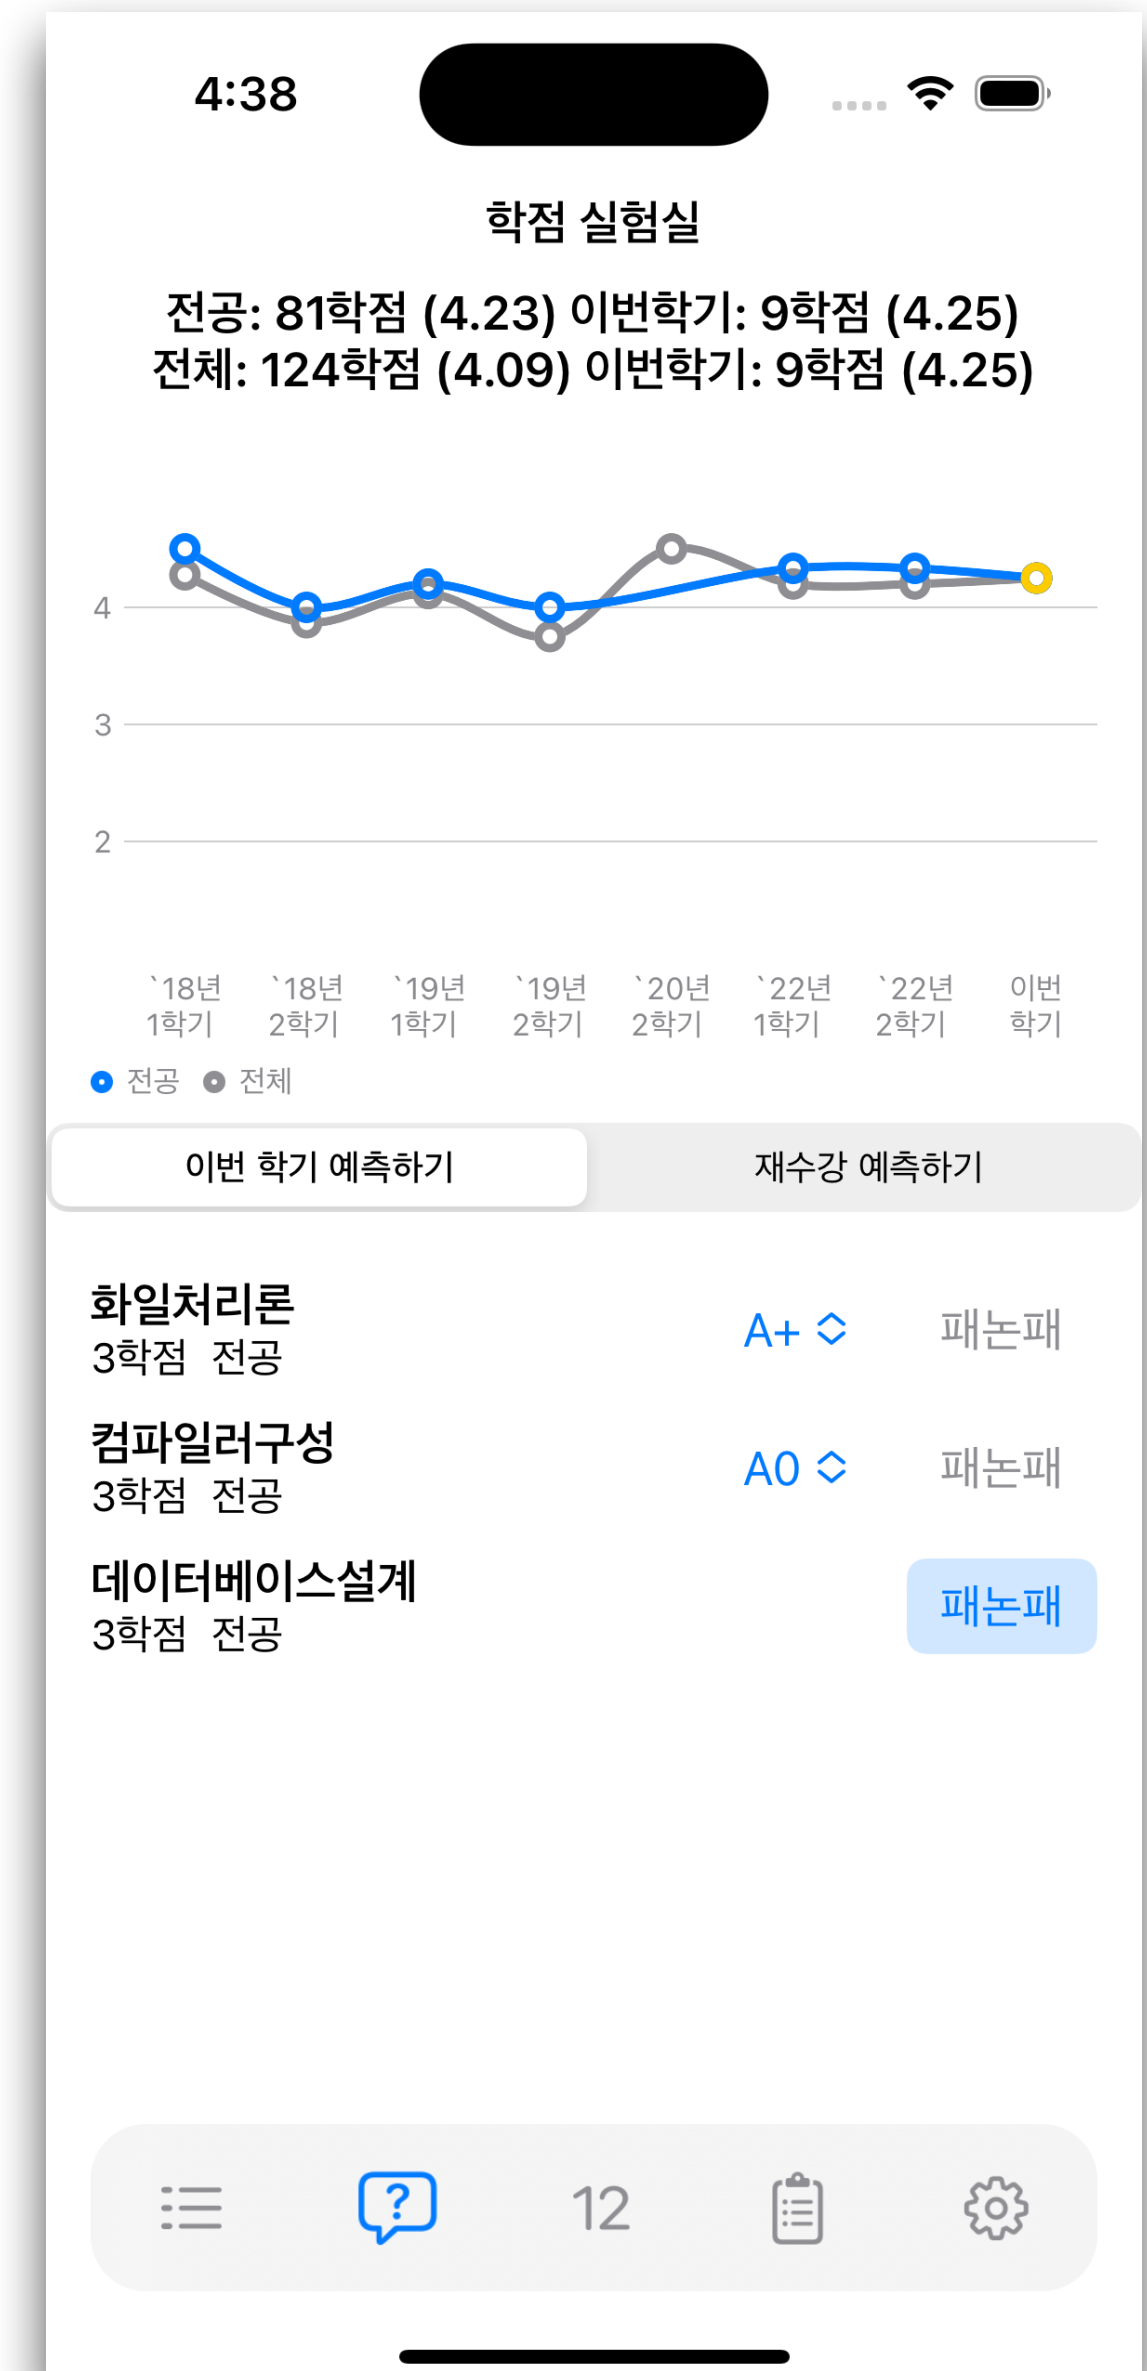 4:38
학점 실험실
전공: 81학점 (4.23) 이번학기: 9학점 (4.25)
전체: 124학점 (4.09) 이번학기: 9학점 (4.25)
4
3
2
`18년 1학기
`18년 2학기
`19년 1학기
`19년 2학기
`20년 2학기
`22년 1학기
`22년 2학기
이번 학기
전공 전체
이번 학기 예측하기 재수강 예측하기
화일처리론
3학점 전공
A+ 패논패
컴파일러구성
3학점 전공
A0 패논패
데이터베이스설계
3학점 전공
패논패
? 12